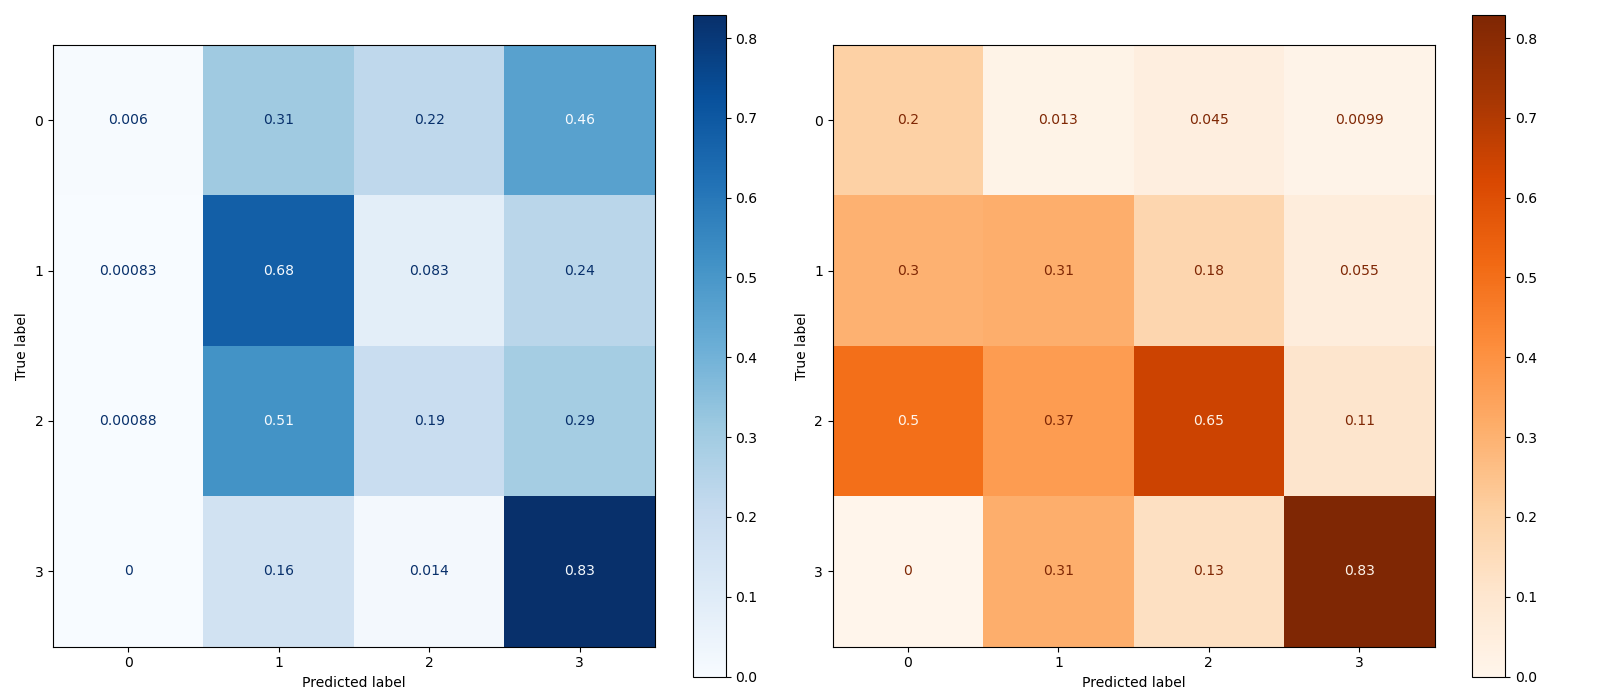 True label
0 0.006 0.31 0.22 0.46
1 0.00083 0.68 0.083 0.24
2 0.00088 0.51 0.19 0.29
3 0 0.16 0.014 0.83
0 1 2 3
Predicted label
0.8
0.7
0.6
0.5
0.4
0.3
0.2
0.1
0.0
True label
0 0.2 0.013 0.045 0.0099
1 0.3 0.31 0.18 0.055
2 0.5 0.37 0.65 0.11
3 0 0.31 0.13 0.83
0 1 2 3
Predicted label
0.8
0.7
0.6
0.5
0.4
0.3
0.2
0.1
0.0